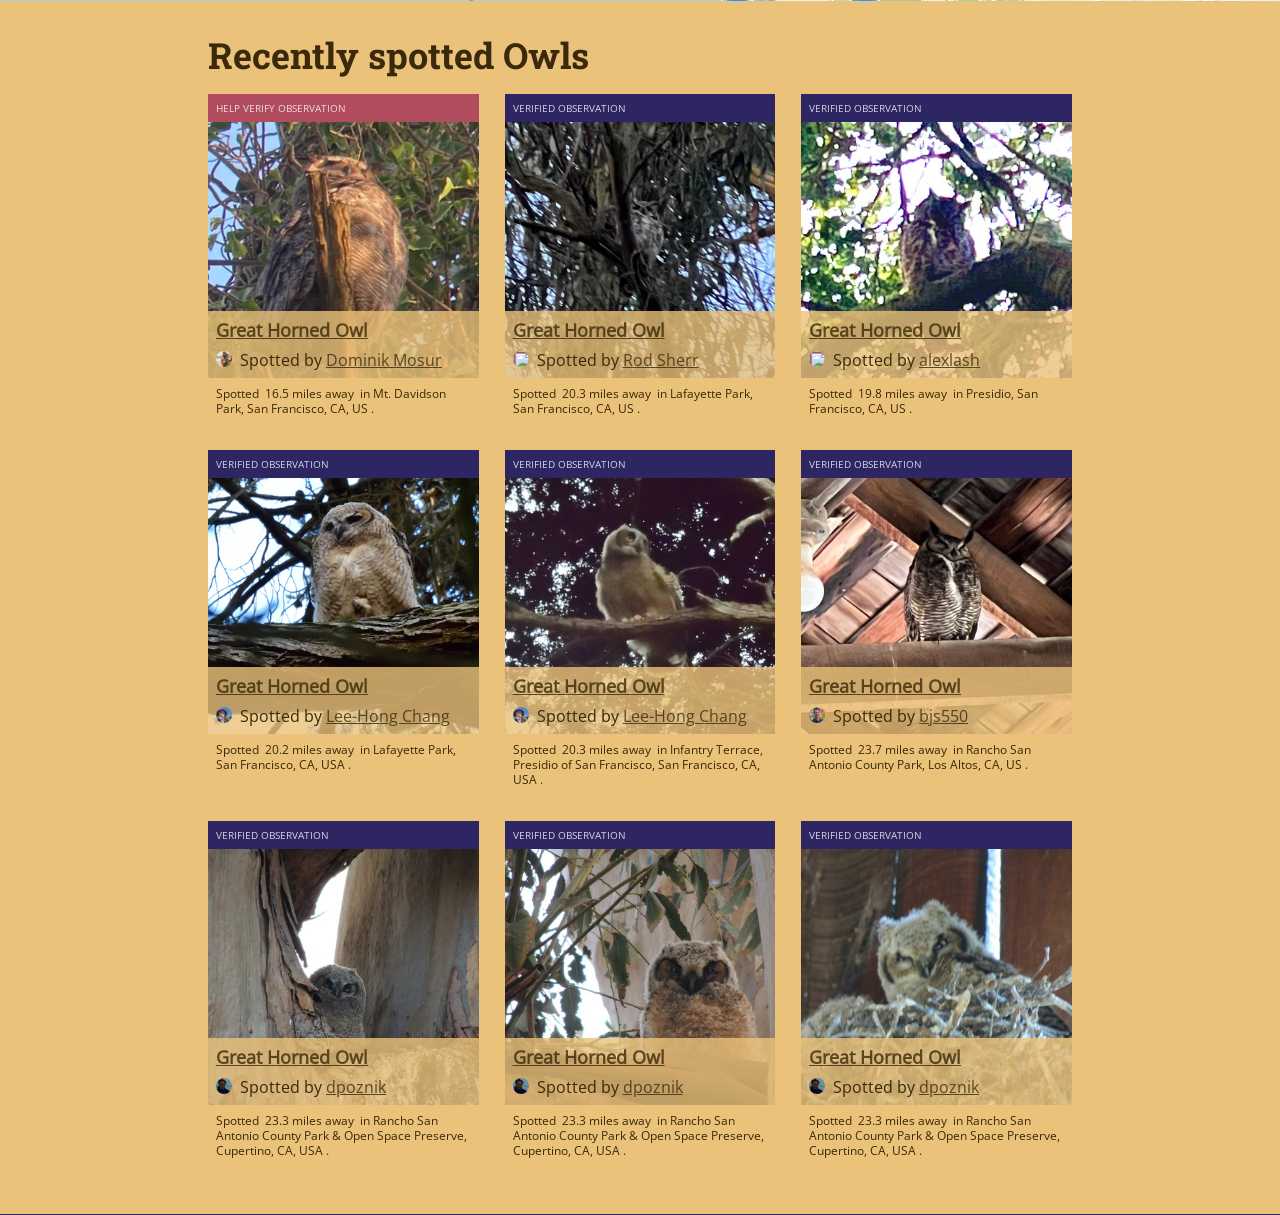 Recently spotted Owls
HELP VERIFY OBSERVATION
Great Horned Owl
Spotted by Dominik Mosur
Spotted 16.5 miles away in Mt. Davidson
Park, San Francisco, CA, US .
VERIFIED OBSERVATION
Great Horned Owl
Spotted by Rod Sherr
Spotted 20.3 miles away in Lafayette Park,
San Francisco, CA, US .
VERIFIED OBSERVATION
Great Horned Owl
Spotted by alexlash
Spotted 19.8 miles away in Presidio, San
Francisco, CA, US .
VERIFIED OBSERVATION
Great Horned Owl
Spotted by Lee-Hong Chang
Spotted 20.2 miles away in Lafayette Park,
San Francisco, CA, USA .
VERIFIED OBSERVATION
Great Horned Owl
Spotted by Lee-Hong Chang
Spotted 20.3 miles away in Infantry Terrace,
Presidio of San Francisco, San Francisco, CA,
USA .
VERIFIED OBSERVATION
Great Horned Owl
Spotted by bjs550
Spotted 23.7 miles away in Rancho San
Antonio County Park, Los Altos, CA, US .
VERIFIED OBSERVATION
Great Horned Owl
Spotted by dpoznik
Spotted 23.3 miles away in Rancho San
Antonio County Park & Open Space Preserve,
Cupertino, CA, USA .
VERIFIED OBSERVATION
Great Horned Owl
Spotted by dpoznik
Spotted 23.3 miles away in Rancho San
Antonio County Park & Open Space Preserve,
Cupertino, CA, USA .
VERIFIED OBSERVATION
Great Horned Owl
Spotted by dpoznik
Spotted 23.3 miles away in Rancho San
Antonio County Park & Open Space Preserve,
Cupertino, CA, USA .